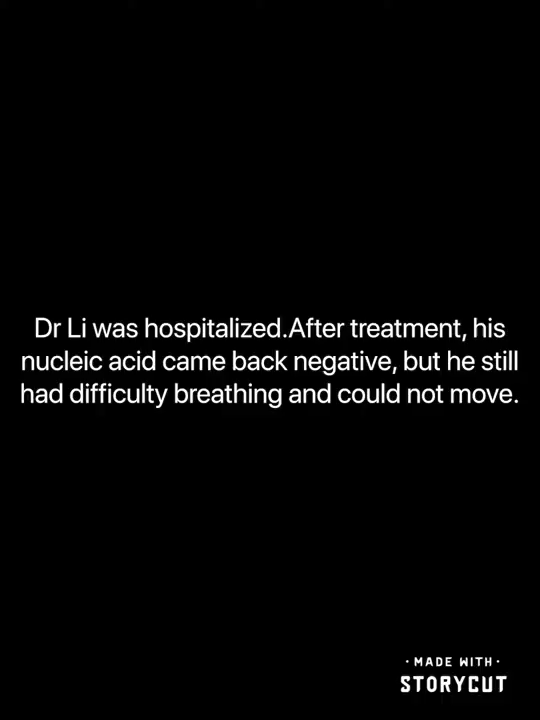 Dr Li was hospitalized.After treatment, his
nucleic acid came back negative, but he still
had difficulty breathing and could not move.
· MADE WITH ·
STORYCUT